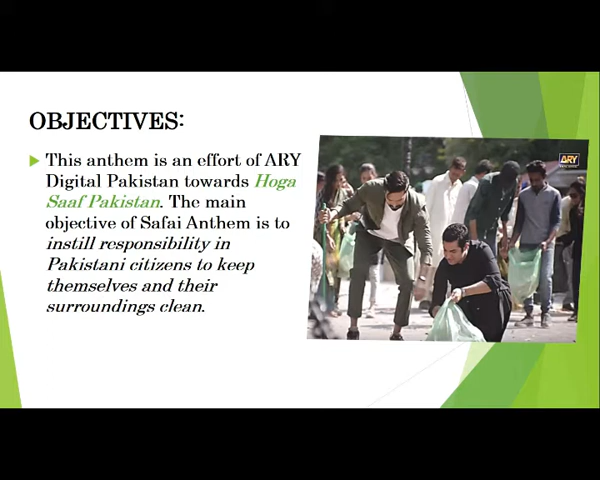 OBJECTIVES:
This anthem is an effort of ARY
Digital Pakistan towards Hoga
Saaf Pakistan. The main
objective of Safai Anthem is to
instill responsibility in
Pakistani citizens to keep
themselves and their
surroundings clean.
ARY